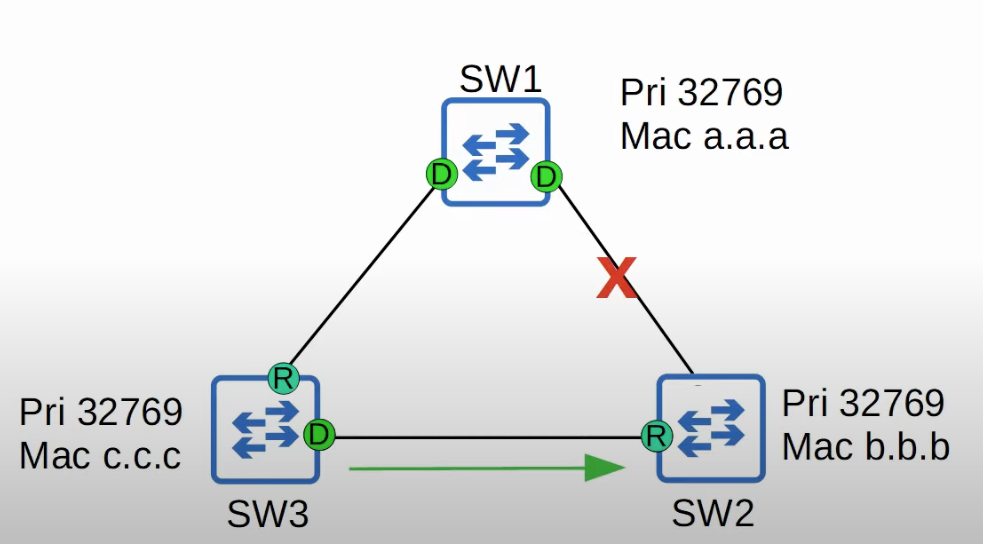 SW1
Pri 32769
Mac a.a.a
D
D
X
R
D
R
Pri 32769
Mac c.c.c
Pri 32769
Mac b.b.b
SW3
SW2